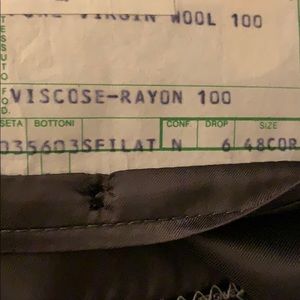 TESSUTO
VIRGIN WOOL 100
FOD.
VISCOSE-RAYON 100
SETA BOTTONI CONF. DROP SIZE
035603SFILAT N 6 48COR